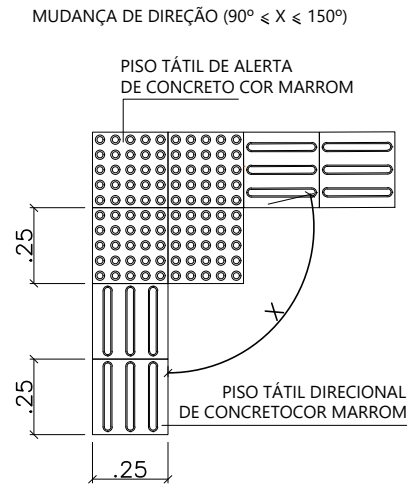 MUDANÇA DE DIREÇÃO (90º ⩽ X ⩽ 150º)
PISO TÁTIL DE ALERTA
DE CONCRETO COR MARROM
.25
X
.25
PISO TÁTIL DIRECIONAL
DE CONCRETOCOR MARROM
.25